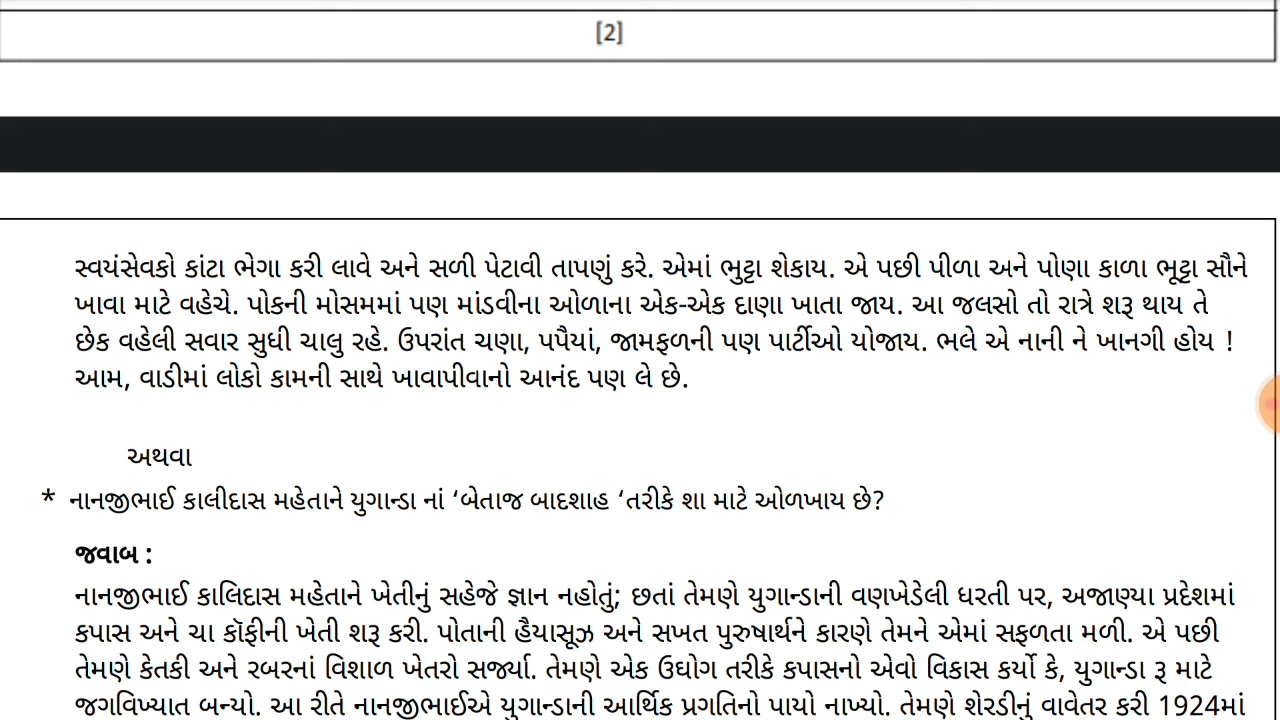 [2]
સ્વયંસેવકો કાંટા ભેગા કરી લાવે અને સળી પેટાવી તાપણું કરે. એમાં ભુટ્ટા શેકાય. એ પછી પીળા અને પોણા કાળા ભૂટ્ટા સૌને
ખાવા માટે વહેચે. પોકની મોસમમાં પણ માંડવીના ઓળાના એક-એક દાણા ખાતા જાય. આ જલસો તો રાત્રે શરૂ થાય તે
છેક વહેલી સવાર સુધી ચાલુ રહે. ઉપરાંત ચણા, પપૈયાં, જામફળની પણ પાર્ટીઓ યોજાય. ભલે એ નાની ને ખાનગી હોય !
આમ, વાડીમાં લોકો કામની સાથે ખાવાપીવાનો આનંદ પણ લે છે.
અથવા
* નાનજીભાઈ કાલીદાસ મહેતાને યુગાન્ડા નાં ‘બેતાજ બાદશાહ ‘તરીકે શા માટે ઓળખાય છે?
જવાબ :
નાનજીભાઈ કાલિદાસ મહેતાને ખેતીનું સહેજે જ્ઞાન નહોતું; છતાં તેમણે યુગાન્ડાની વણખેડેલી ધરતી પર, અજાણ્યા પ્રદેશમાં
કપાસ અને ચા કૉફીની ખેતી શરૂ કરી. પોતાની હૈયાસૂઝ અને સખત પુરુષાર્થને કારણે તેમને એમાં સફળતા મળી. એ પછી
તેમણે કેતકી અને રબરનાં વિશાળ ખેતરો સર્જ્યા. તેમણે એક ઉદ્યોગ તરીકે કપાસનો એવો વિકાસ કર્યો કે, યુગાન્ડા રૂ માટે
જગવિખ્યાત બન્યો. આ રીતે નાનજીભાઈએ યુગાન્ડાની આર્થિક પ્રગતિનો પાયો નાખ્યો. તેમણે શેરડીનું વાવેતર કરી 1924માં